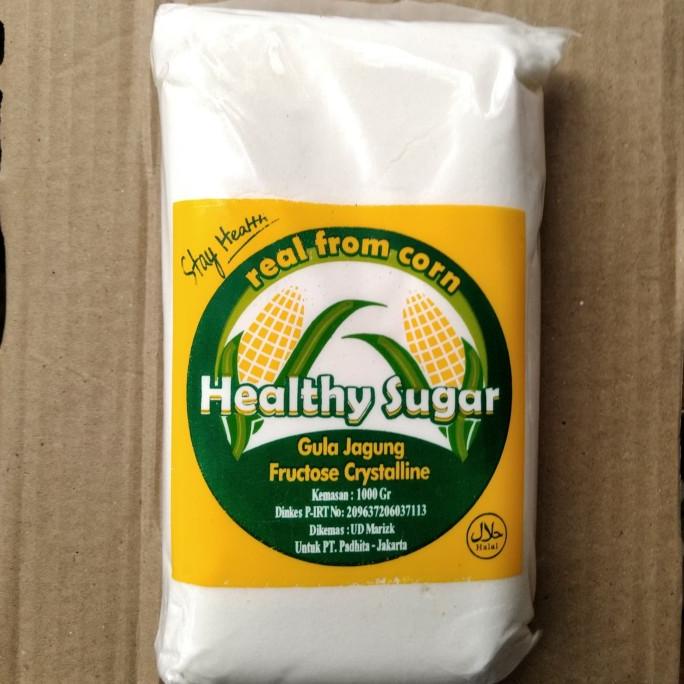 Stay Health
real from corn
Healthy Sugar
Gula Jagung
Fructose Crystalline
Kemasan : 1000 Gr
Dinkes P-IRT No: 209637206037113
Dikemas : UD Marizk
Untuk PT. Padhita - Jakarta
حلال
Halal